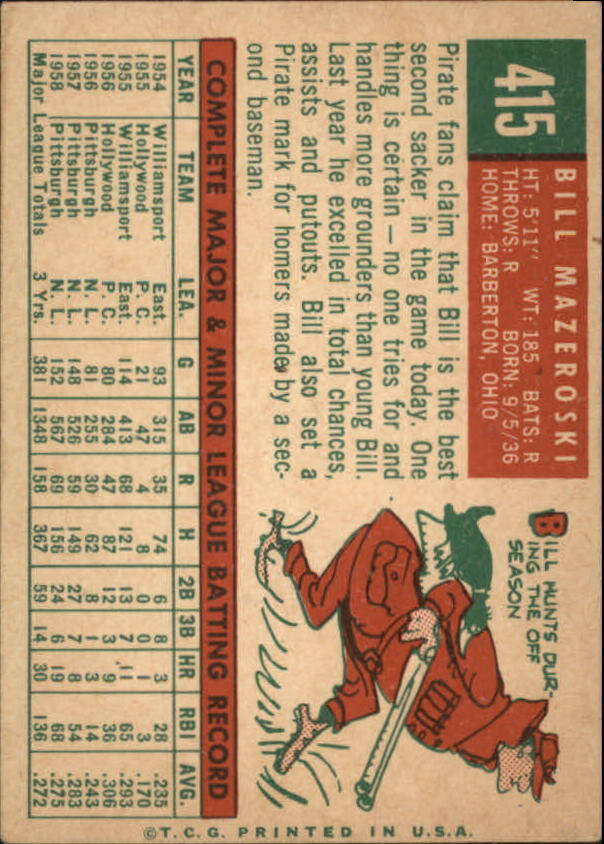 415
BILL MAZEROSKI
HT: 5'11" WT: 185 BATS: R
THROWS: R BORN: 9/5/36
HOME: BARBERTON, OHIO
Pirate fans claim that Bill is the best
second sacker in the game today. One
thing is certain — no one tries for and
handles more grounders than young Bill.
Last year he excelled in total chances,
assists and putouts. Bill also set a
Pirate mark for homers made by a sec-
ond baseman.
BILL HUNTS DUR-
ING THE OFF
SEASON
COMPLETE MAJOR & MINOR LEAGUE BATTING RECORD
YEAR TEAM LEA. G AB R H 2B 3B HR RBI AVG.
1954 Williamsport East. 93 315 35 74 6 8 3 28 .235
1955 Hollywood P. C. 21 47 4 8 0 0 1 3 .170
1955 Williamsport East. 114 413 68 121 13 7 11 65 .293
1956 Hollywood P. C. 80 284 47 87 12 3 9 36 .306
1956 Pittsburgh N. L. 81 255 30 62 8 1 3 14 .243
1957 Pittsburgh N. L. 148 526 59 149 27 7 8 54 .283
1958 Pittsburgh N. L. 152 567 69 156 24 6 19 68 .275
Major League Totals 3 Yrs. 381 1348 158 367 59 14 30 136 .272
©T.C.G. PRINTED IN U.S.A.